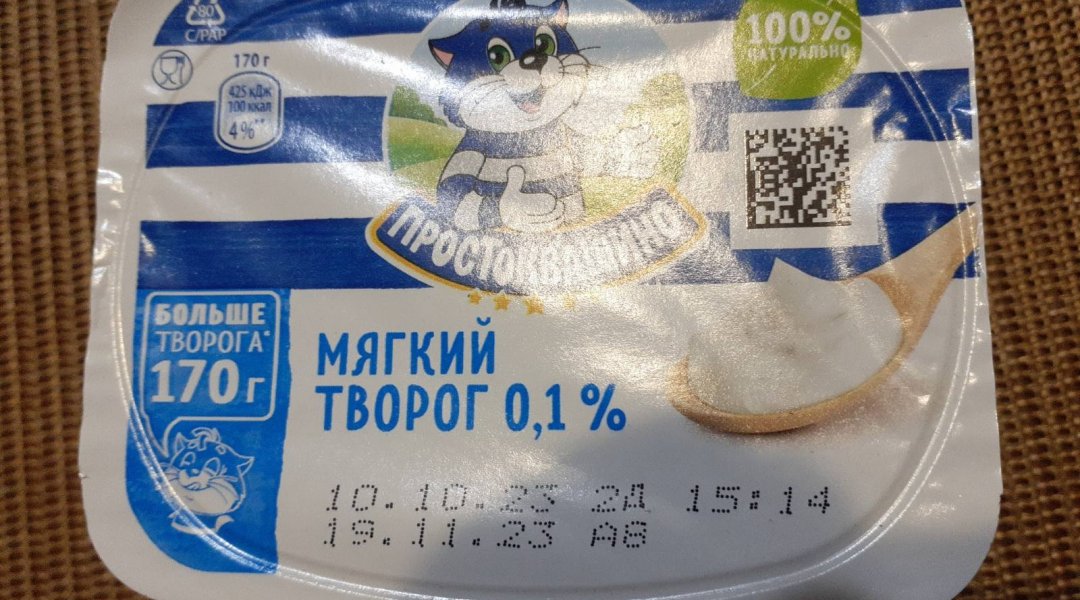 80
C/PAP
170 г
425 кДж
100 ккал
4%**
100%
НАТУРАЛЬНО
ПРОСТОКВАШИНО
БОЛЬШЕ
ТВОРОГА*
170 г
МЯГКИЙ
ТВОРОГ 0,1 %
10.10.23 2Д 15:14
19.11.23 А8